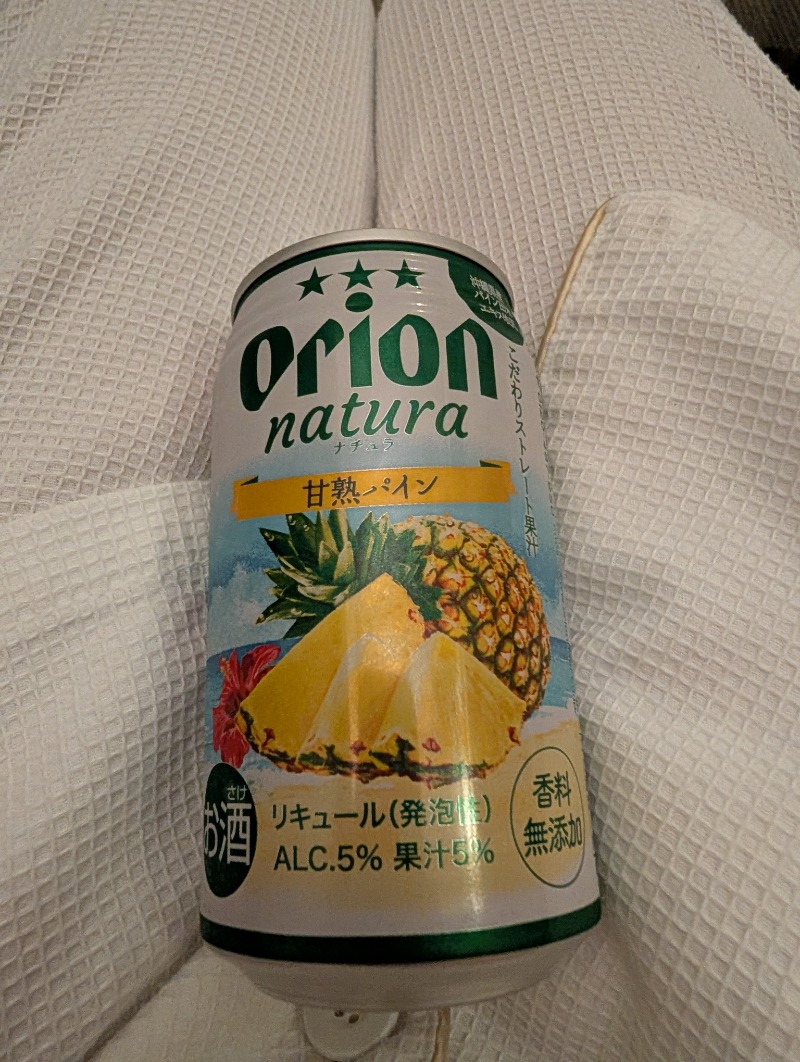 orion
natura
ナチュラ
甘熟パイン
こだわりストレート果汁
さけ
お酒
リキュール(発泡性)
ALC.5% 果汁5%
香料
無添加